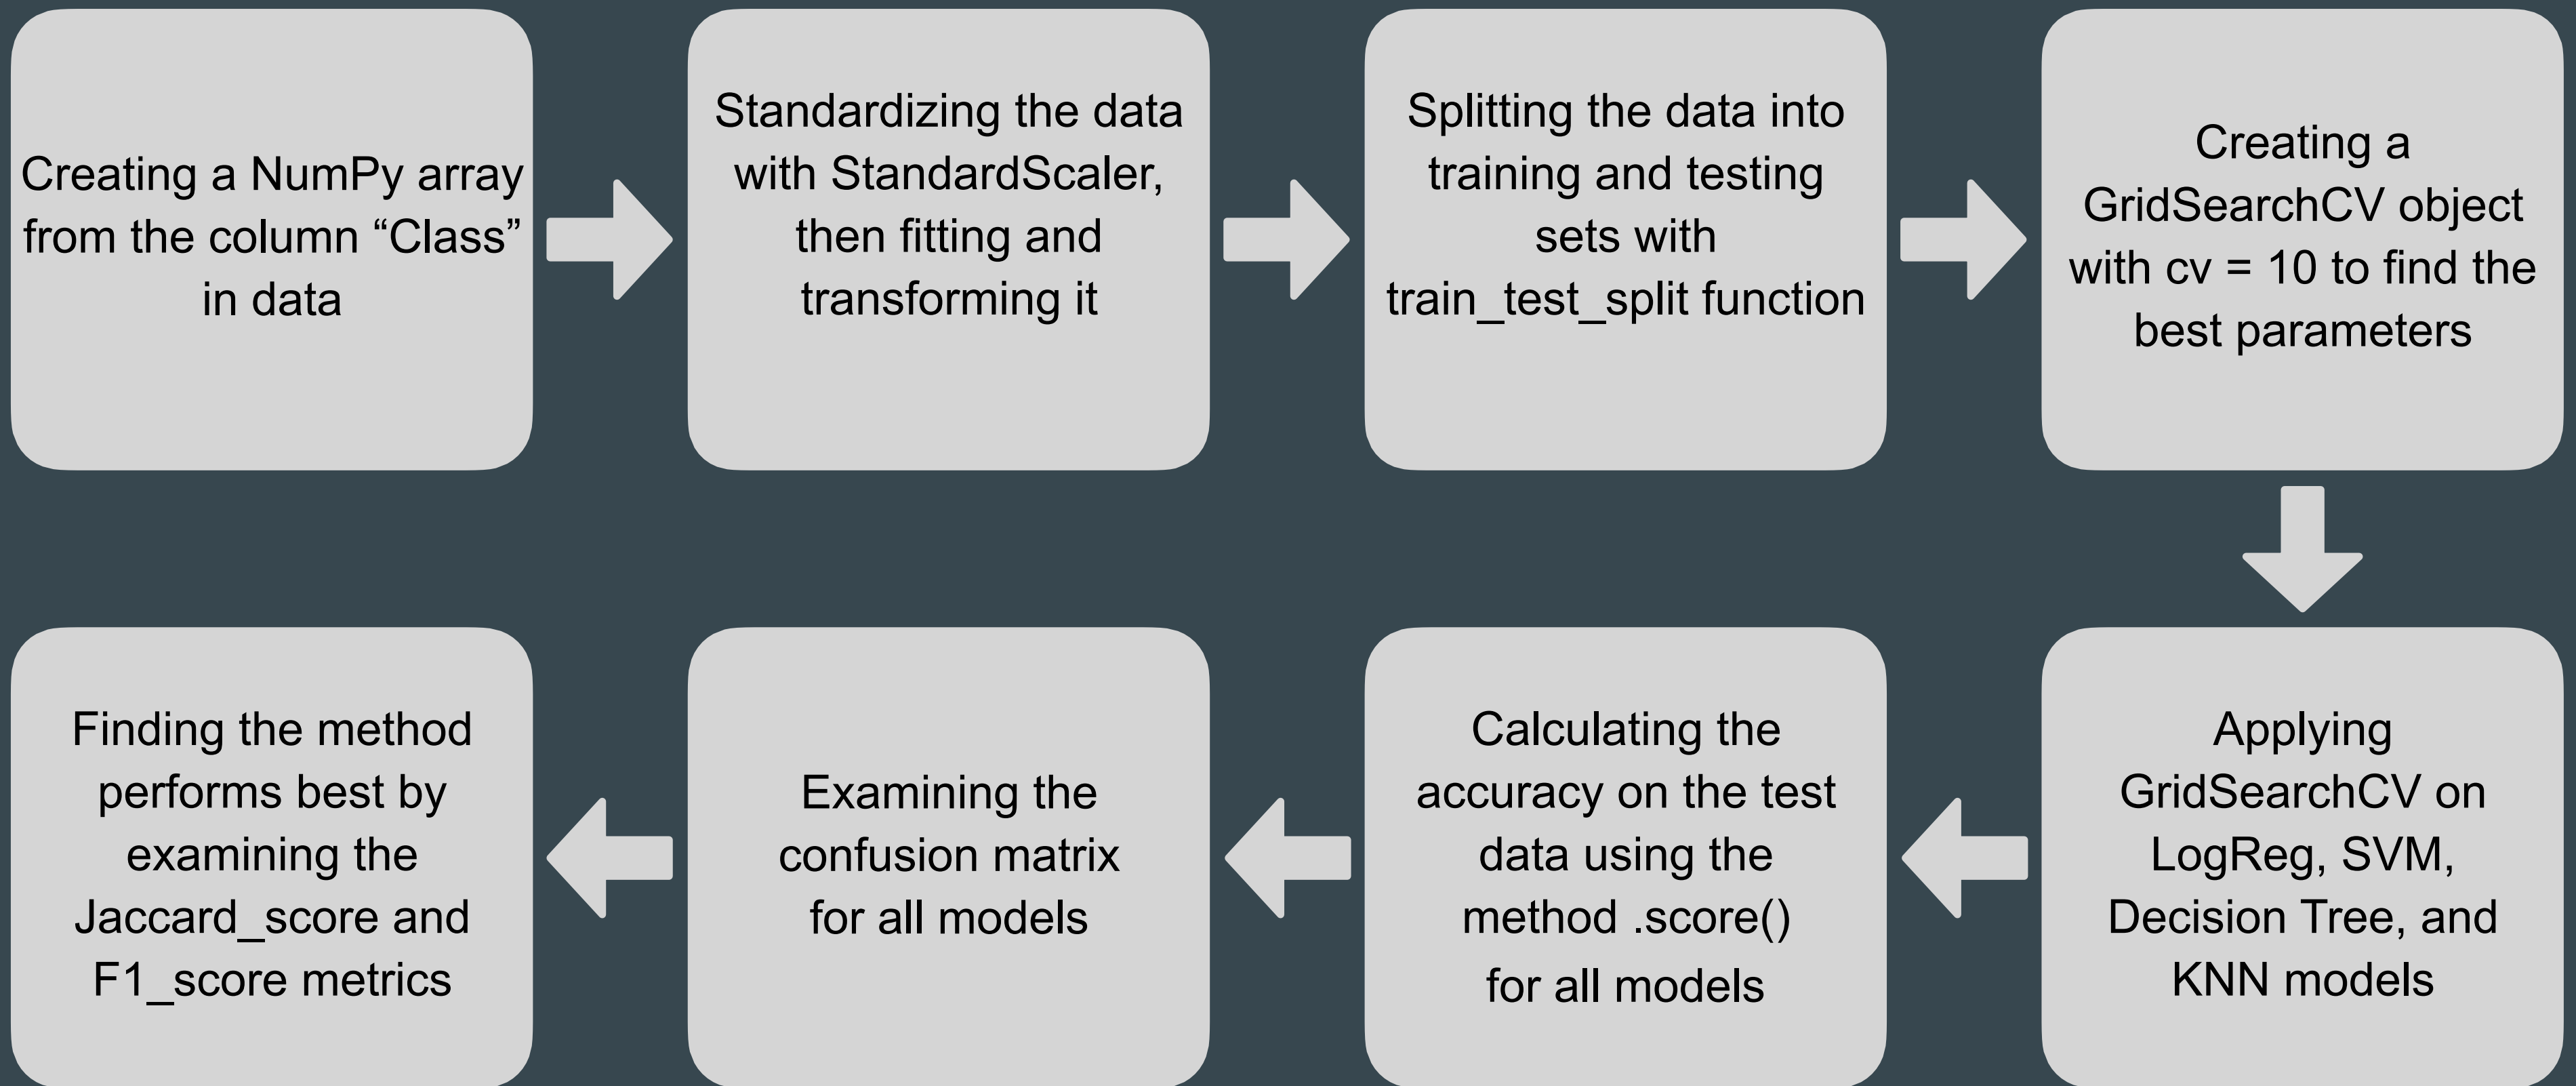 Creating a NumPy array
from the column “Class”
in data
Standardizing the data
with StandardScaler,
then fitting and
transforming it
Splitting the data into
training and testing
sets with
train_test_split function
Creating a
GridSearchCV object
with cv = 10 to find the
best parameters
Applying
GridSearchCV on
LogReg, SVM,
Decision Tree, and
KNN models
Calculating the
accuracy on the test
data using the
method .score()
for all models
Examining the
confusion matrix
for all models
Finding the method
performs best by
examining the
Jaccard_score and
F1_score metrics